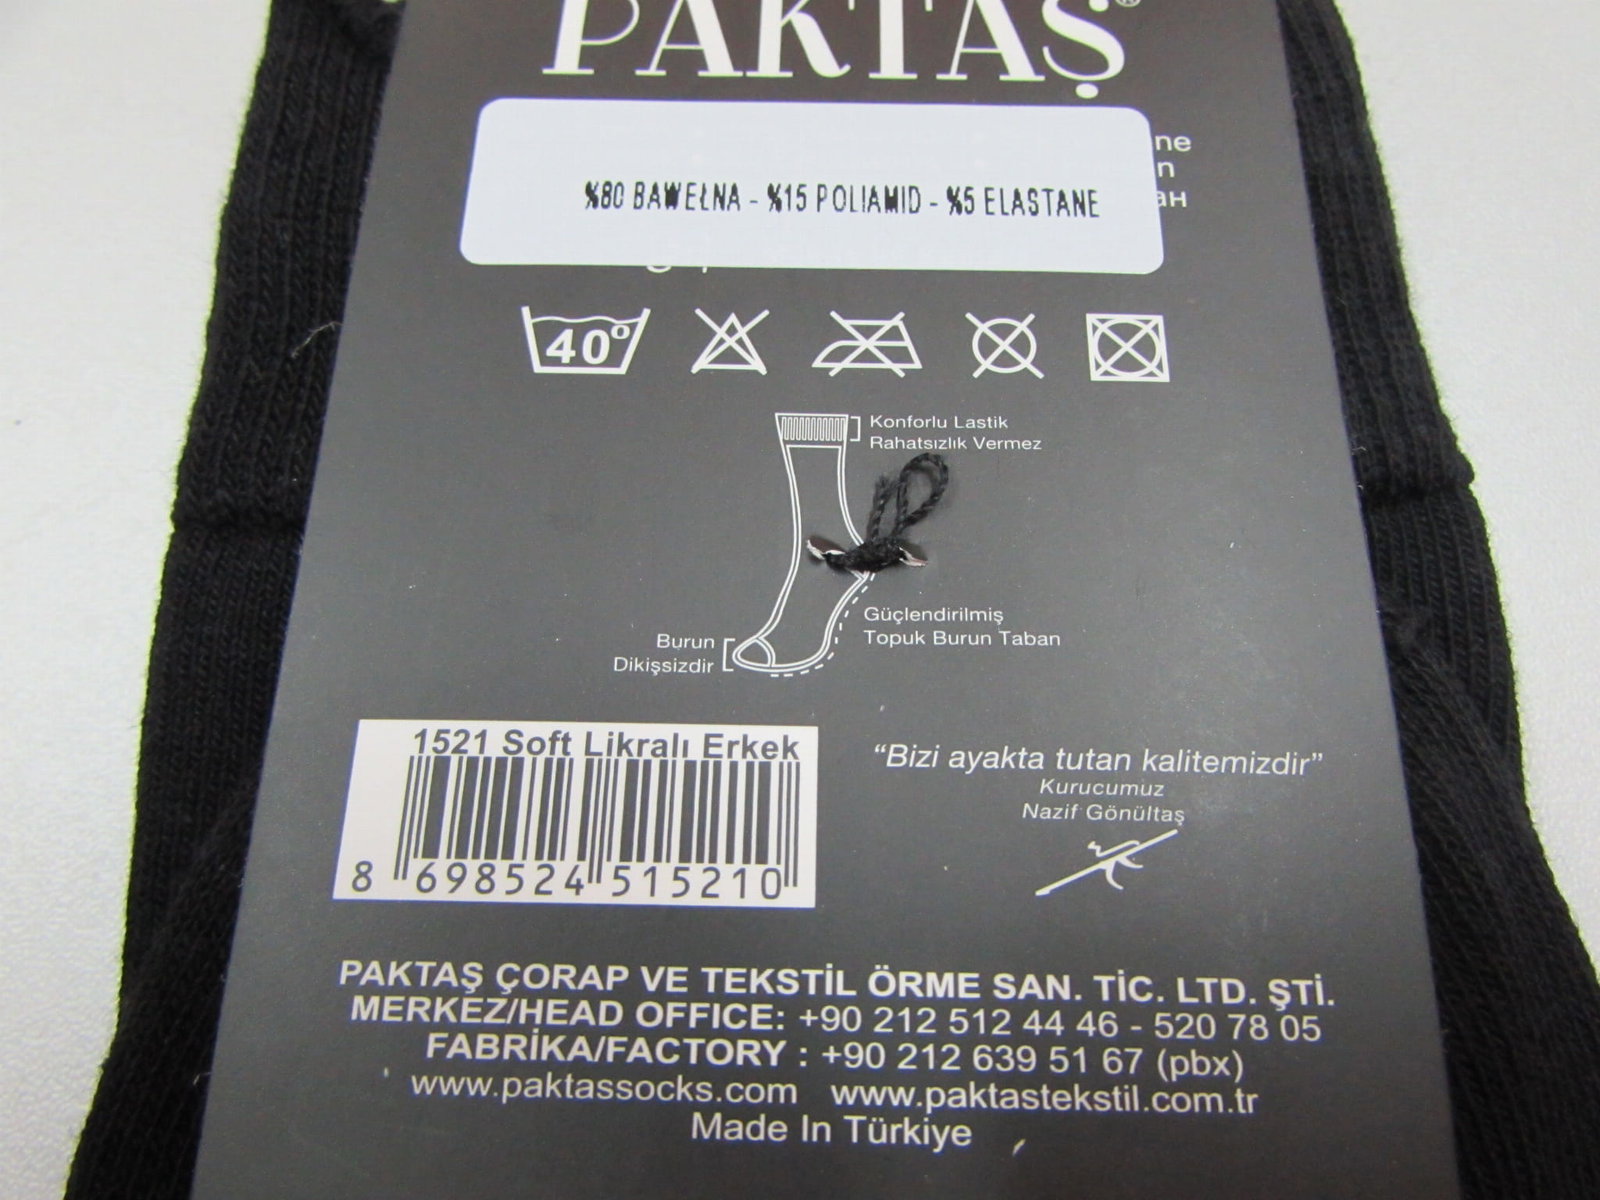 PAKTAŞ®
ne
n
ан
%80 BAWEŁNA - %15 POLIAMID - %5 ELASTANE
40°
Konforlu Lastik
Rahatsızlık Vermez
Güçlendirilmiş
Topuk Burun Taban
Burun
Dikişsizdir
1521 Soft Likralı Erkek
8 698524 515210
“Bizi ayakta tutan kalitemizdir”
Kurucumuz
Nazif Gönültaş
PAKTAŞ ÇORAP VE TEKSTİL ÖRME SAN. TİC. LTD. ŞTİ.
MERKEZ/HEAD OFFICE: +90 212 512 44 46 - 520 78 05
FABRİKA/FACTORY : +90 212 639 51 67 (pbx)
www.paktassocks.com www.paktastekstil.com.tr
Made In Türkiye